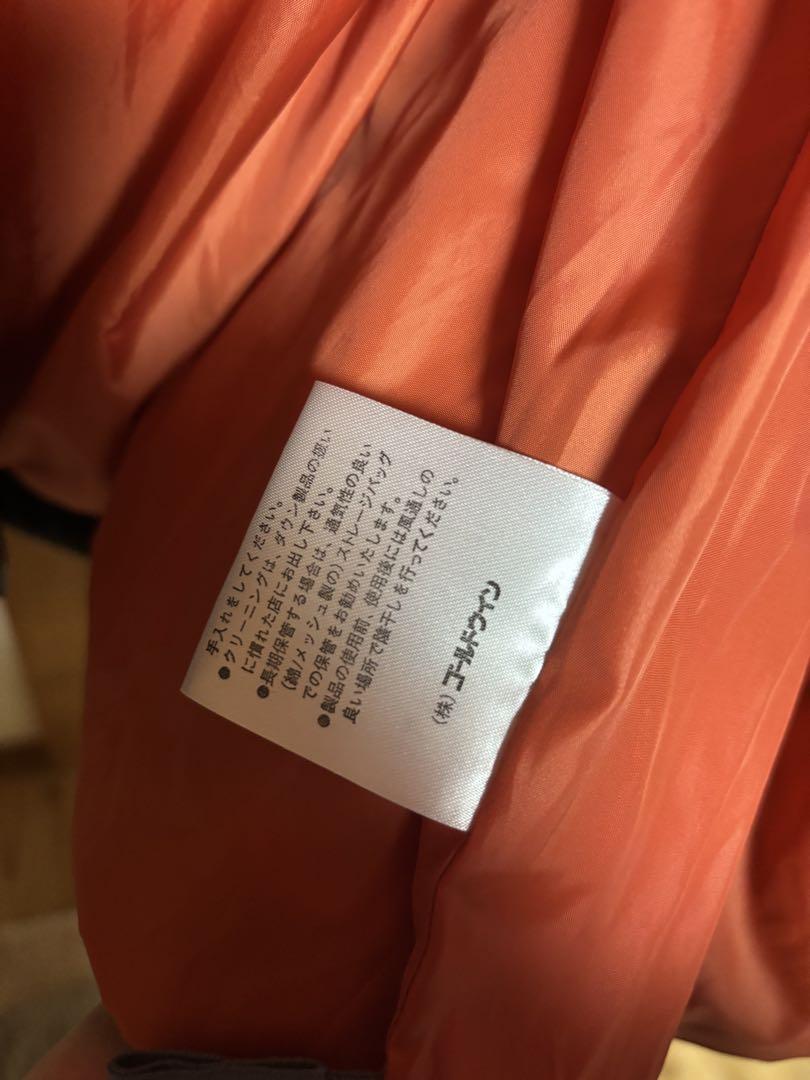 手入れをしてください。
●クリーニングは、ダウン製品の扱い
に慣れた店にお出し下さい。
●長期保管する場合は、通気性の良い
(綿/メッシュ製の)ストレージバッグ
での保管をお勧めいたします。
●製品の使用前、使用後には風通しの
良い場所で陰干しを行ってください。
(株)ゴールドウイン